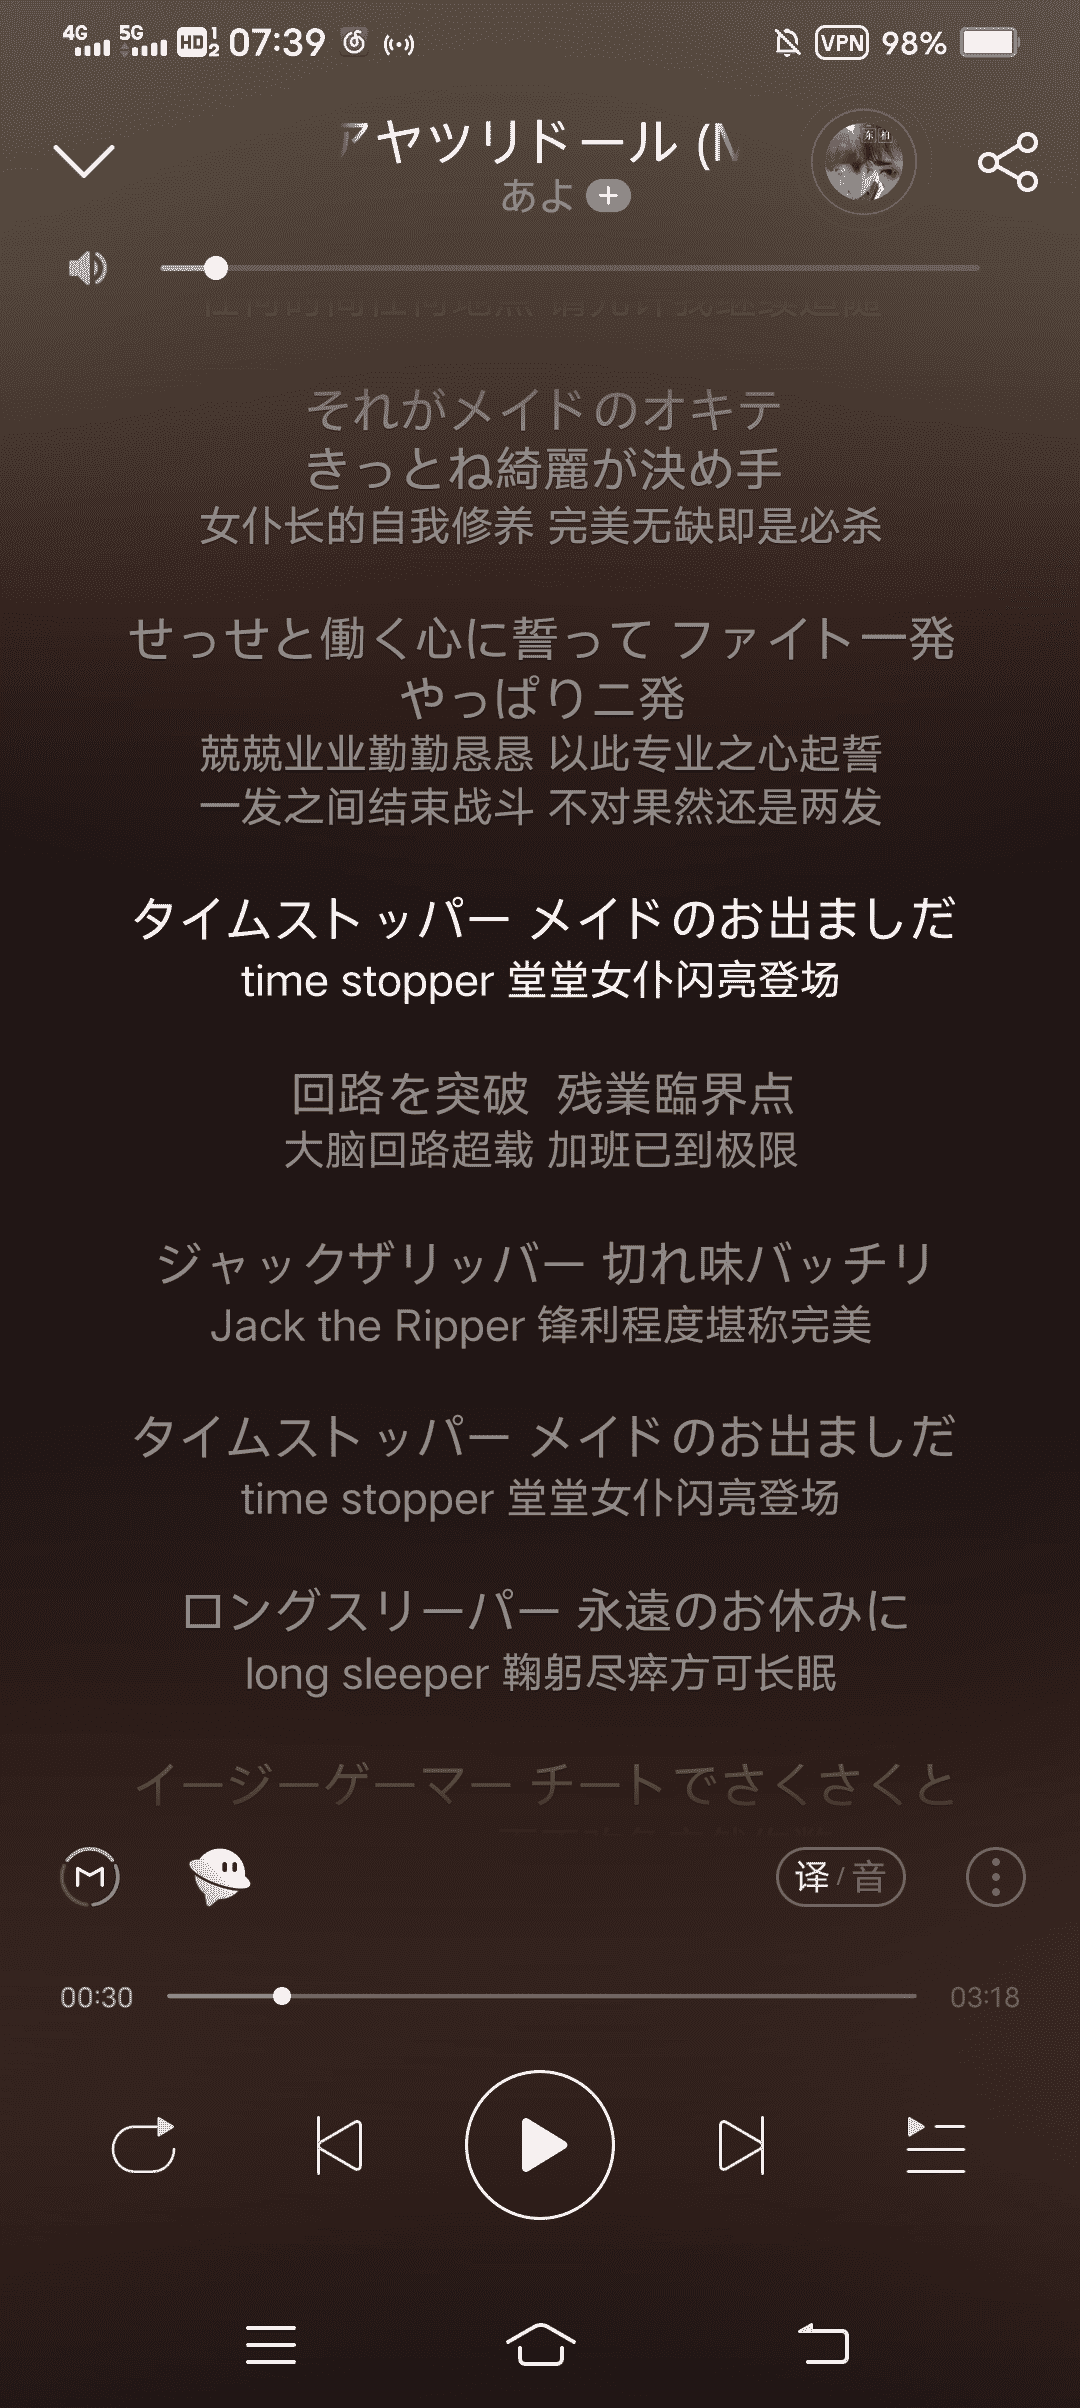 4G 5G HD 1 2 07:39 VPN 98%
アヤツリドール (
あよ
それがメイドのオキテ
きっとね綺麗が決め手
女仆长的自我修养 完美无缺即是必杀
せっせと働く心に誓って ファイト一発
やっぱり二発
兢兢业业勤勤恳恳 以此专业之心起誓
一发之间结束战斗 不对果然还是两发
タイムストッパー メイドのお出ましだ
time stopper 堂堂女仆闪亮登场
回路を突破 残業臨界点
大脑回路超载 加班已到极限
ジャックザリッパー 切れ味バッチリ
Jack the Ripper 锋利程度堪称完美
タイムストッパー メイドのお出ましだ
time stopper 堂堂女仆闪亮登场
ロングスリーパー 永遠のお休みに
long sleeper 鞠躬尽瘁方可长眠
イージーゲーマー チートでさくさくと
译/音
00:30 03:18